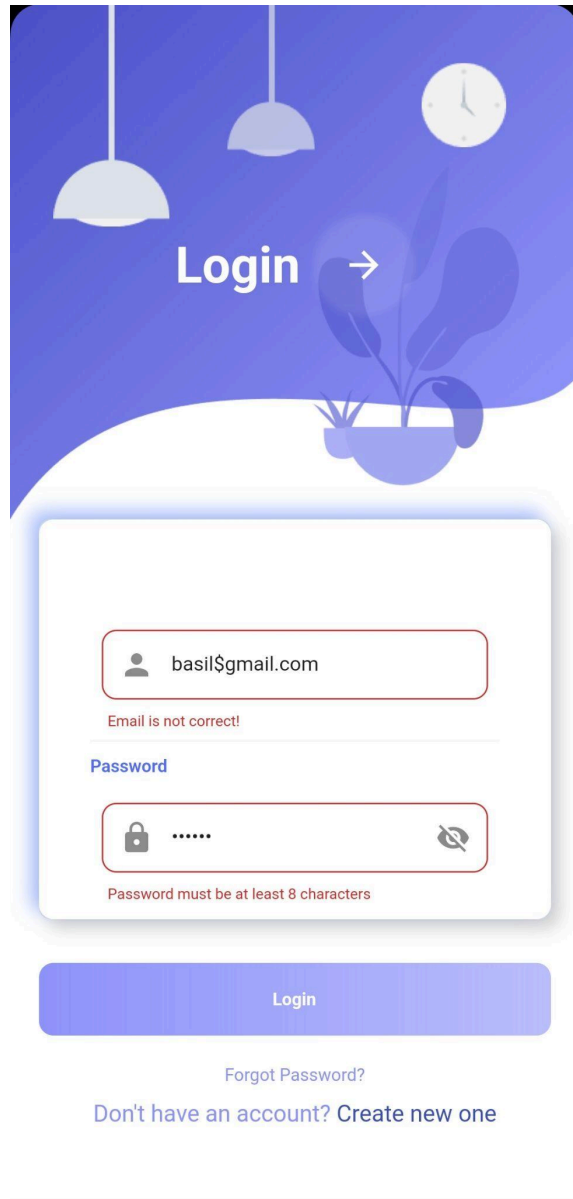 Login
basil$gmail.com
Email is not correct!
Password
••••••
Password must be at least 8 characters
Login
Forgot Password?
Don't have an account? Create new one